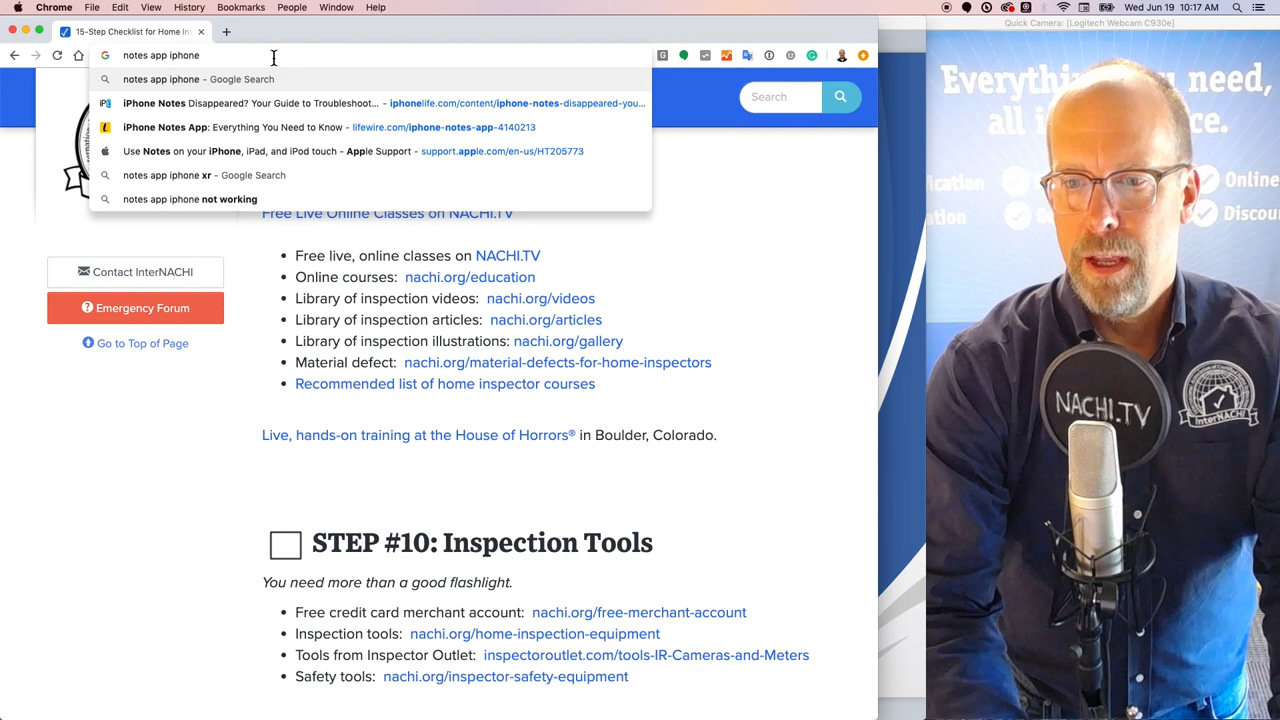 Chrome File Edit View History Bookmarks People Window Help
Wed Jun 19 10:17 AM
Quick Camera: [Logitech Webcam C930e]
15-Step Checklist for Home In
notes app iphone
notes app iphone - Google Search
iPhone Notes Disappeared? Your Guide to Troubleshoot... - iphonelife.com/content/iphone-notes-disappeared-you...
iPhone Notes App: Everything You Need to Know - lifewire.com/iphone-notes-app-4140213
Use Notes on your iPhone, iPad, and iPod touch - Apple Support - support.apple.com/en-us/HT205773
notes app iphone xr - Google Search
notes app iphone not working
Search
Free Live Online Classes on NACHI.TV
Contact InterNACHI
Emergency Forum
Go to Top of Page
• Free live, online classes on NACHI.TV
• Online courses: nachi.org/education
• Library of inspection videos: nachi.org/videos
• Library of inspection articles: nachi.org/articles
• Library of inspection illustrations: nachi.org/gallery
• Material defect: nachi.org/material-defects-for-home-inspectors
• Recommended list of home inspector courses
Live, hands-on training at the House of Horrors® in Boulder, Colorado.
STEP #10: Inspection Tools
You need more than a good flashlight.
• Free credit card merchant account: nachi.org/free-merchant-account
• Inspection tools: nachi.org/home-inspection-equipment
• Tools from Inspector Outlet: inspectoroutlet.com/tools-IR-Cameras-and-Meters
• Safety tools: nachi.org/inspector-safety-equipment
Everything you need,
all i
ce.
Online
Discou
NACHI.TV
InterNACHI